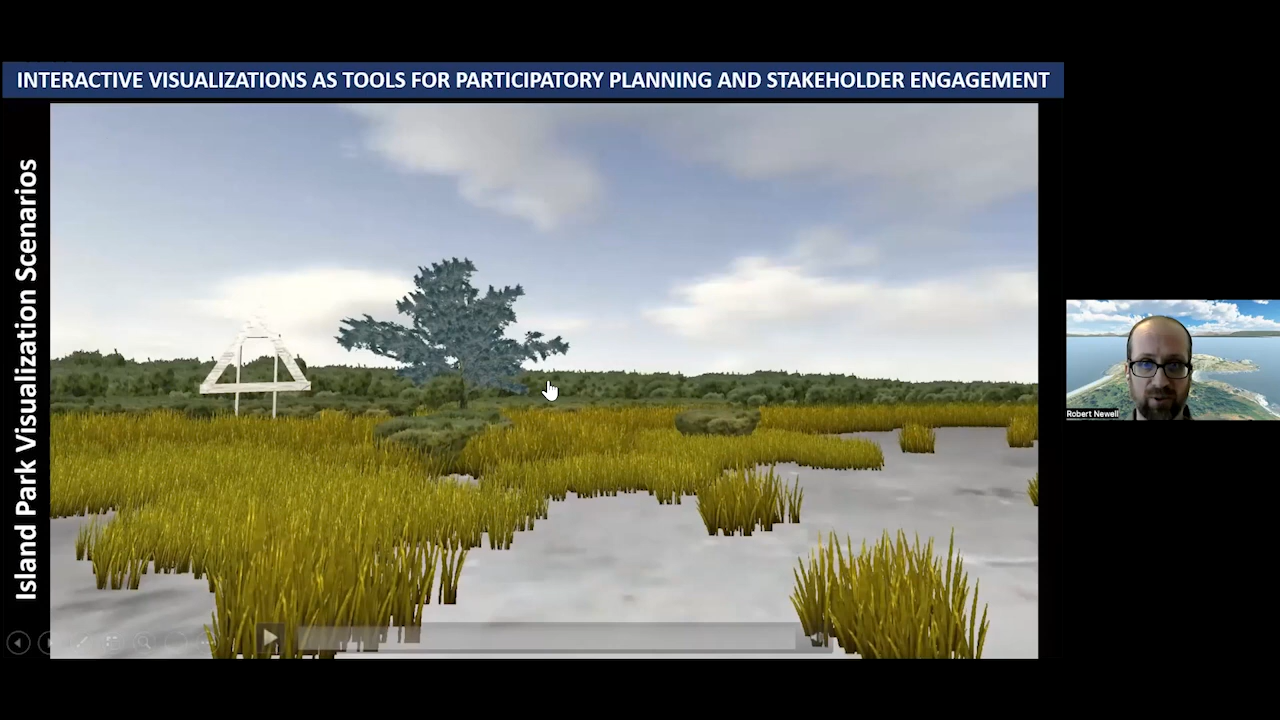 INTERACTIVE VISUALIZATIONS AS TOOLS FOR PARTICIPATORY PLANNING AND STAKEHOLDER ENGAGEMENT
Island Park Visualization Scenarios
Robert Newell